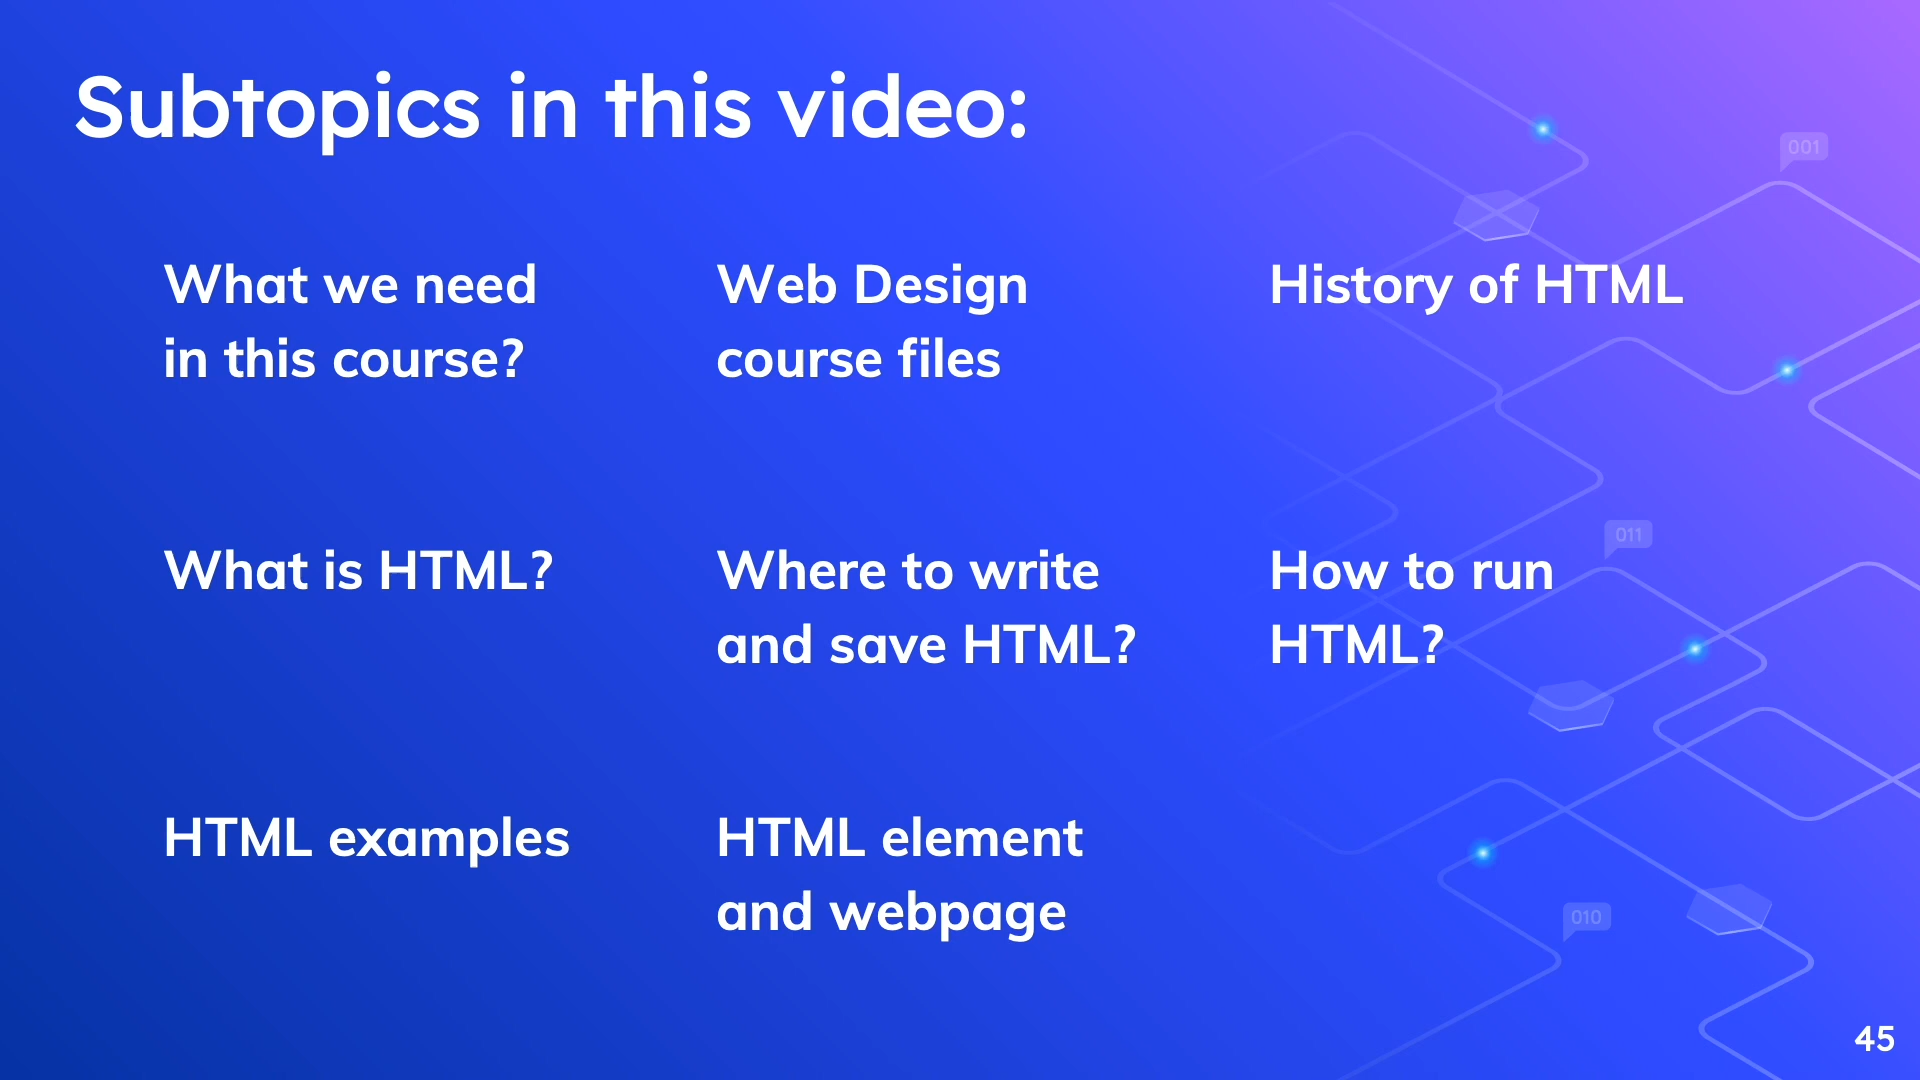 Subtopics in this video:
001
What we need
in this course?
Web Design
course files
History of HTML
What is HTML?
Where to write
and save HTML?
011
How to run
HTML?
HTML examples
HTML element
and webpage
010
45